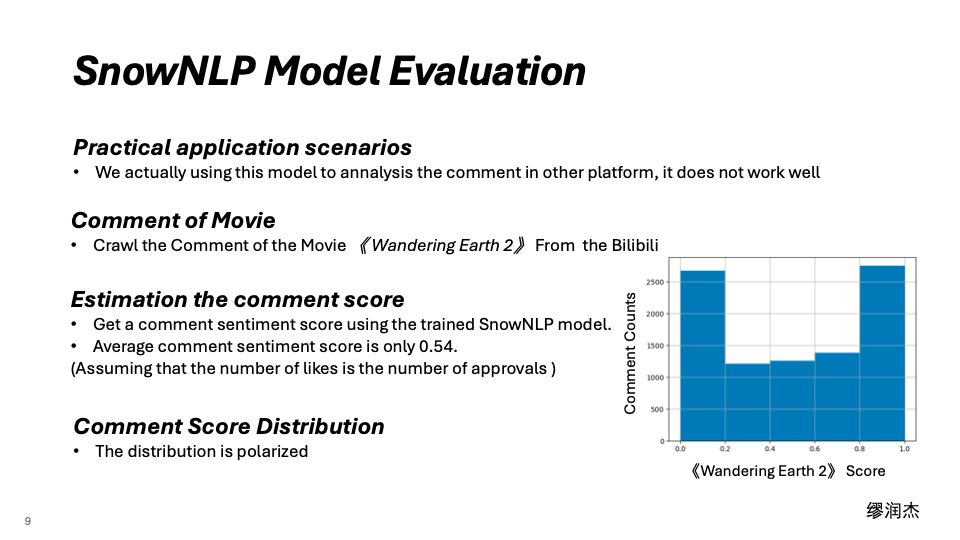 SnowNLP Model Evaluation
Practical application scenarios
• We actually using this model to annalysis the comment in other platform, it does not work well
Comment of Movie
• Crawl the Comment of the Movie 《Wandering Earth 2》 From the Bilibili
Estimation the comment score
• Get a comment sentiment score using the trained SnowNLP model.
• Average comment sentiment score is only 0.54.
(Assuming that the number of likes is the number of approvals )
Comment Score Distribution
• The distribution is polarized
Comment Counts
2500
2000
1500
1000
500
0
0.0 0.2 0.4 0.6 0.8 1.0
《Wandering Earth 2》 Score
缪润杰
9